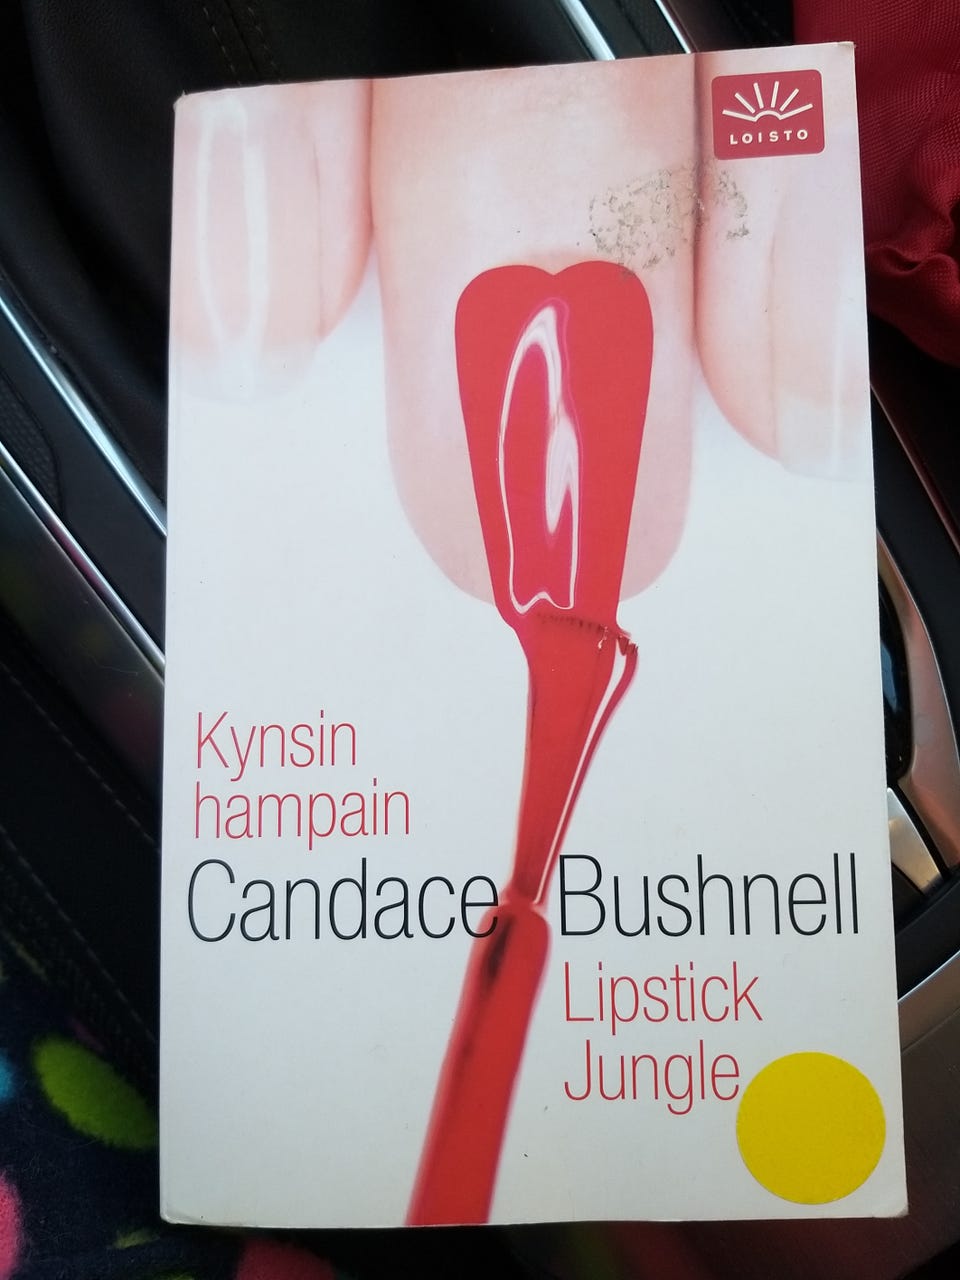 LOISTO
Kynsin
hampain
Candace Bushnell
Lipstick
Jungle